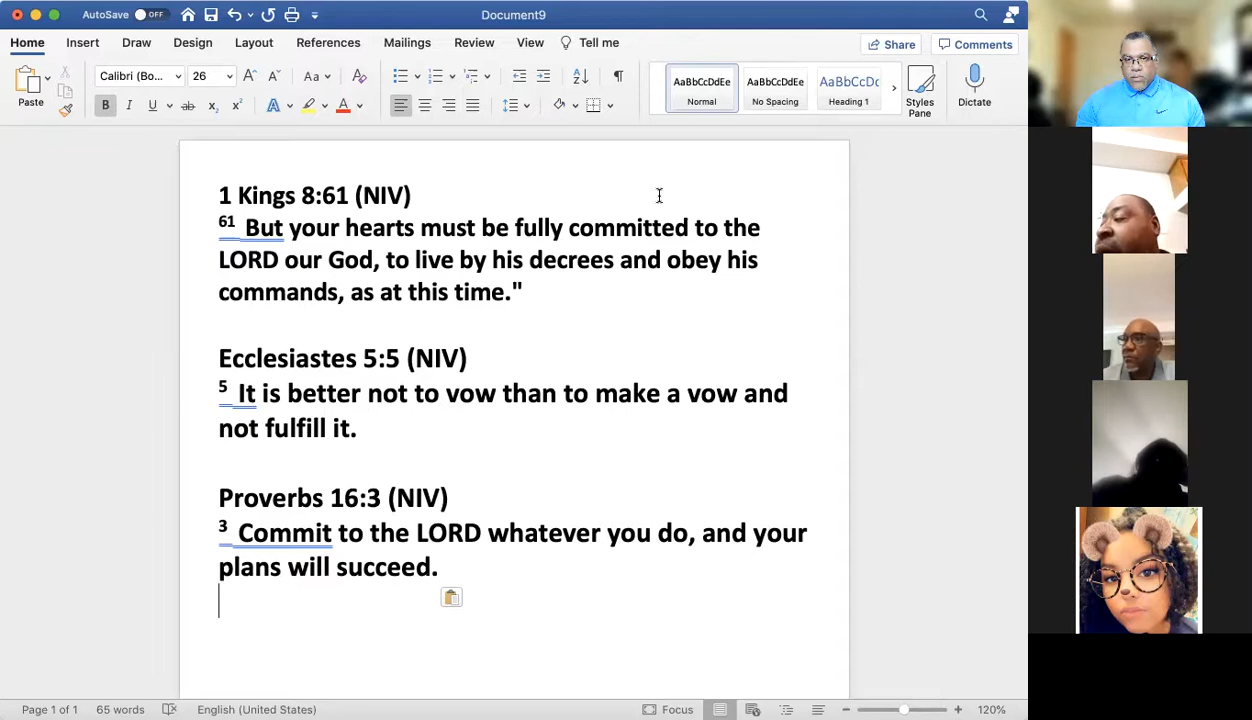 AutoSave OFF Document9
Home Insert Draw Design Layout References Mailings Review View Tell me Share Comments
Paste Calibri (Bo... 26 AaBbCcDdEe AaBbCcDdEe AaBbCcDc
Normal No Spacing Heading 1 Styles Pane Dictate
1 Kings 8:61 (NIV)
61 But your hearts must be fully committed to the
LORD our God, to live by his decrees and obey his
commands, as at this time."
Ecclesiastes 5:5 (NIV)
5 It is better not to vow than to make a vow and
not fulfill it.
Proverbs 16:3 (NIV)
3 Commit to the LORD whatever you do, and your
plans will succeed.
Page 1 of 1 65 words English (United States) Focus 120%